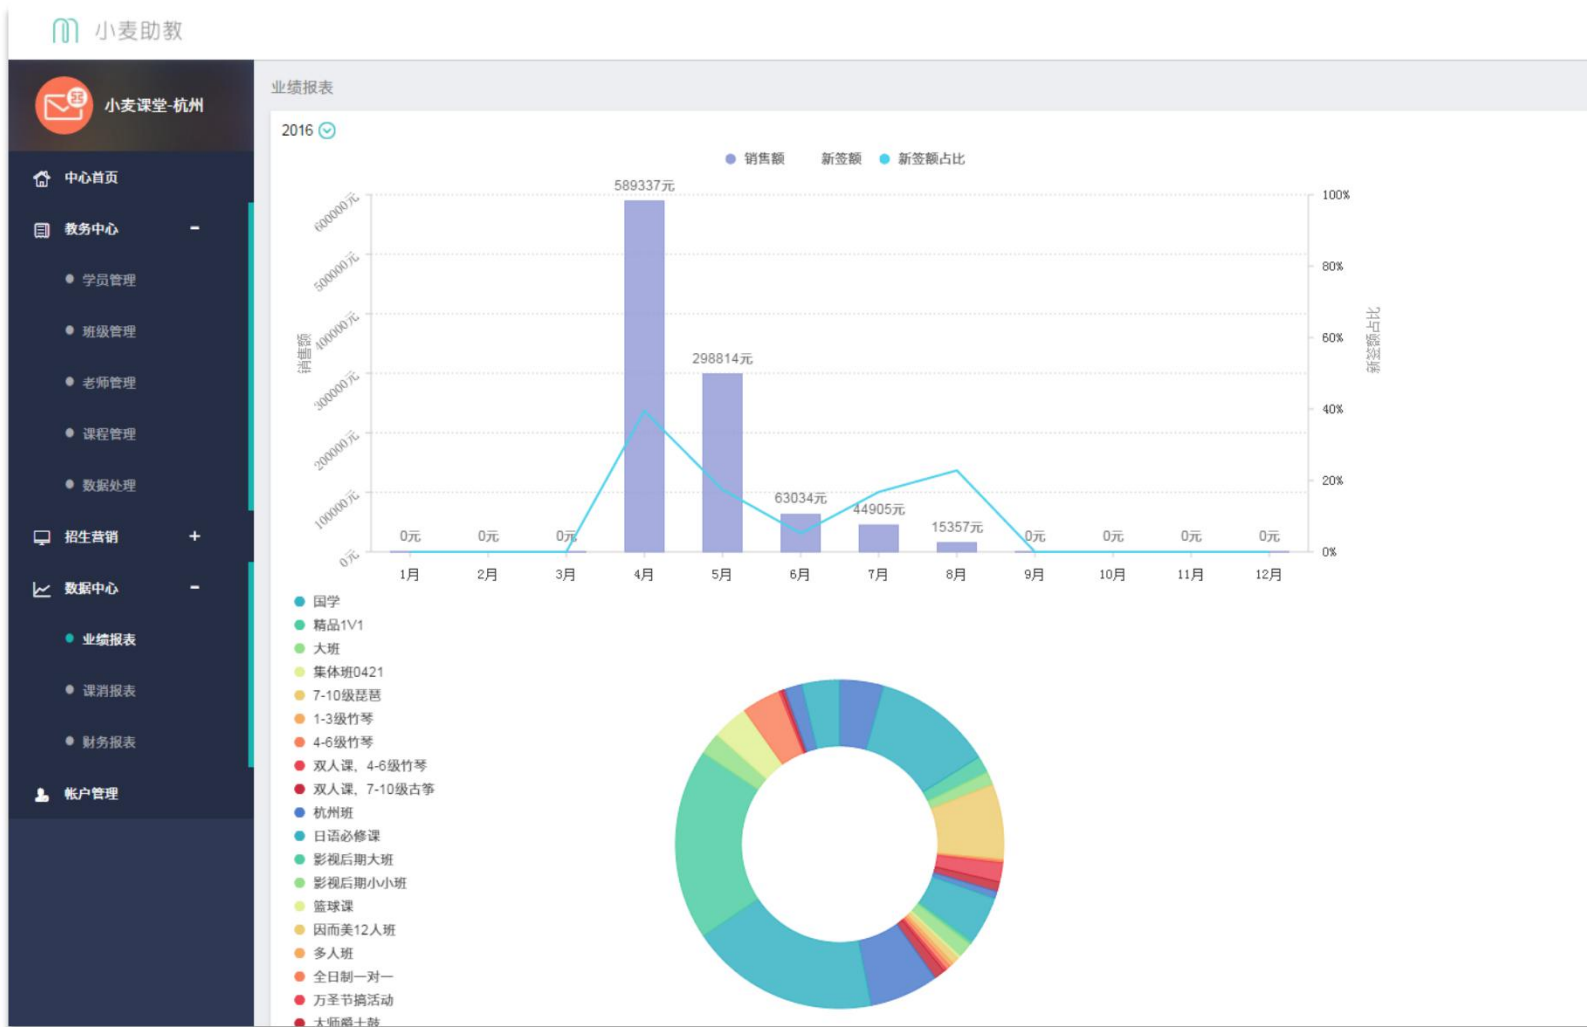 小麦助教
小麦课堂-杭州
中心首页
教务中心
学员管理
班级管理
老师管理
课程管理
数据处理
招生营销
数据中心
业绩报表
课消报表
财务报表
帐户管理
业绩报表
2016
销售额 新签额 新签额占比
销售额
600000元
500000元
400000元
300000元
200000元
100000元
0元
0元 0元 0元 589337元 298814元 63034元 44905元 15357元 0元 0元 0元 0元
1月 2月 3月 4月 5月 6月 7月 8月 9月 10月 11月 12月
100%
80%
60%
40%
20%
0%
新签额占比
国学
精品1V1
大班
集体班0421
7-10级琵琶
1-3级竹琴
4-6级竹琴
双人课，4-6级竹琴
双人课，7-10级古筝
杭州班
日语必修课
影视后期大班
影视后期小小班
篮球课
因而美12人班
多人班
全日制一对一
万圣节搞活动
大师爵士鼓